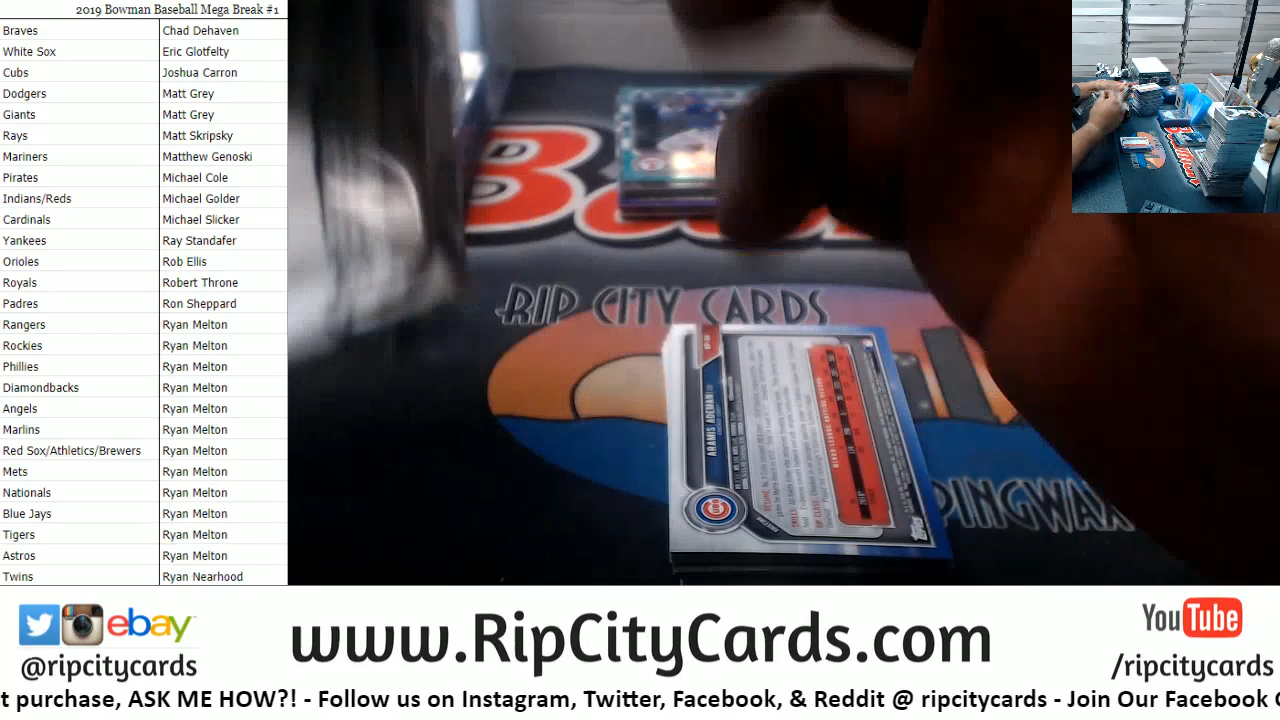 2019 Bowman Baseball Mega Break #1
Braves Chad Dehaven
White Sox Eric Glotfelty
Cubs Joshua Carron
Dodgers Matt Grey
Giants Matt Grey
Rays Matt Skripsky
Mariners Matthew Genoski
Pirates Michael Cole
Indians/Reds Michael Golder
Cardinals Michael Slicker
Yankees Ray Standafer
Orioles Rob Ellis
Royals Robert Throne
Padres Ron Sheppard
Rangers Ryan Melton
Rockies Ryan Melton
Phillies Ryan Melton
Diamondbacks Ryan Melton
Angels Ryan Melton
Marlins Ryan Melton
Red Sox/Athletics/Brewers Ryan Melton
Mets Ryan Melton
Nationals Ryan Melton
Blue Jays Ryan Melton
Tigers Ryan Melton
Astros Ryan Melton
Twins Ryan Nearhood
RIP CITY CARDS
ARAMIS ADEMAN
CUBS
Topps
PINGWAX
ebay
@ripcitycards
www.RipCityCards.com
YouTube
/ripcitycards
t purchase, ASK ME HOW?! - Follow us on Instagram, Twitter, Facebook, & Reddit @ ripcitycards - Join Our Facebook